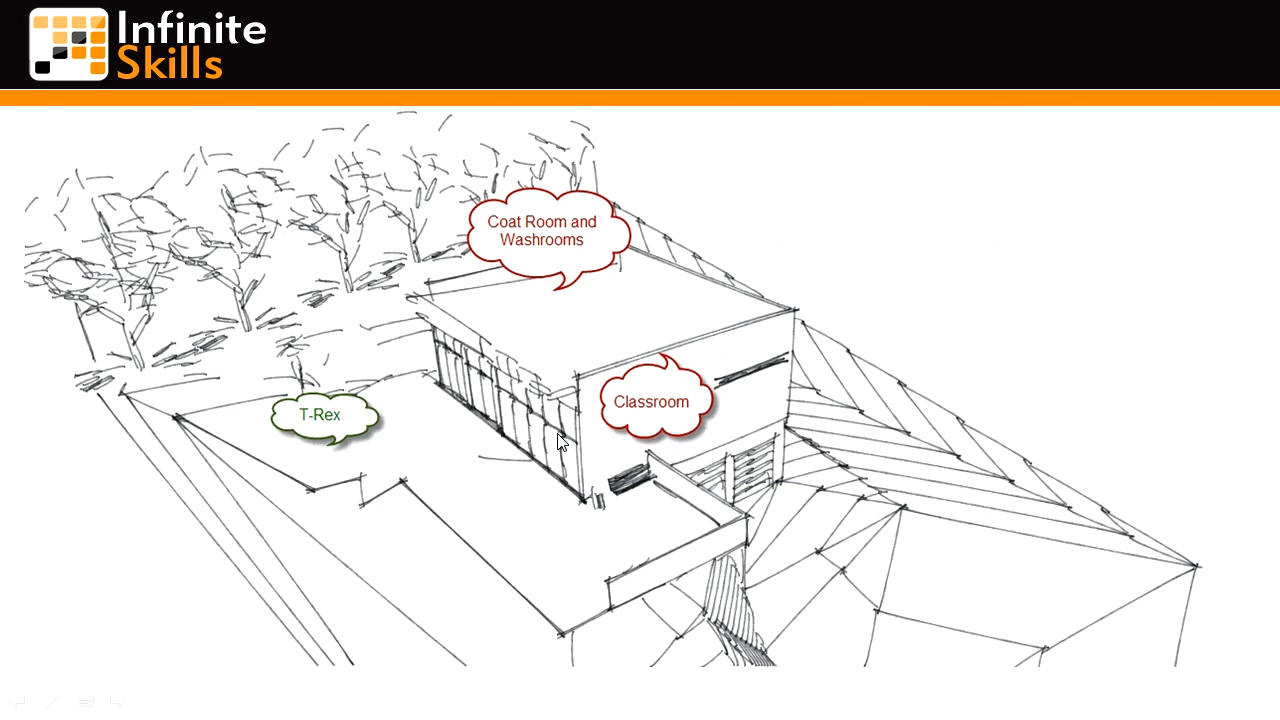 Infinite
Skills
Coat Room and
Washrooms
Classroom
T-Rex